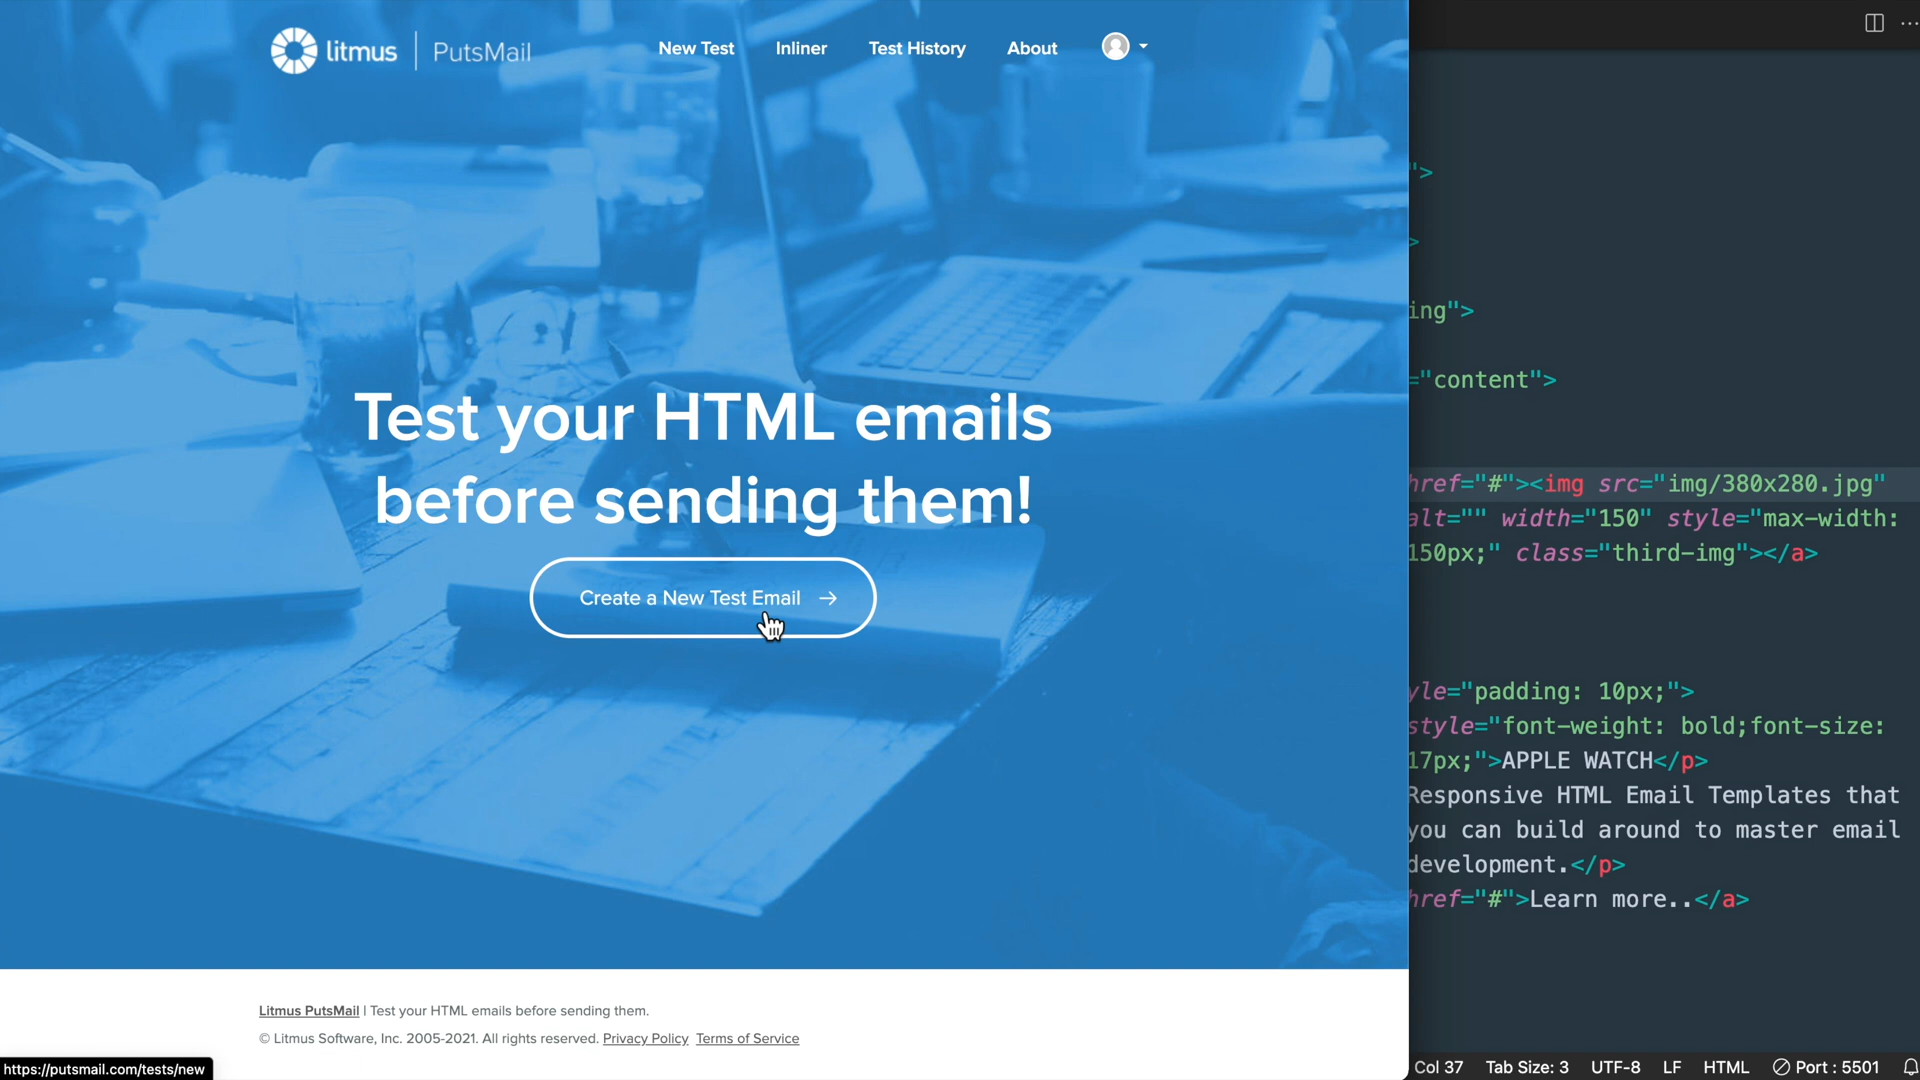 litmus | PutsMail
New Test
Inliner
Test History
About
Test your HTML emails
before sending them!
Create a New Test Email →
Litmus PutsMail | Test your HTML emails before sending them.
© Litmus Software, Inc. 2005-2021. All rights reserved. Privacy Policy Terms of Service
https://putsmail.com/tests/new
">
>
ing">
="content">
href="#"><img src="img/380x280.jpg"
alt="" width="150" style="max-width:
150px;" class="third-img"></a>
yle="padding: 10px;">
style="font-weight: bold;font-size:
17px;">APPLE WATCH</p>
Responsive HTML Email Templates that
you can build around to master email
development.</p>
href="#">Learn more..</a>
Col 37
Tab Size: 3
UTF-8
LF
HTML
Port : 5501